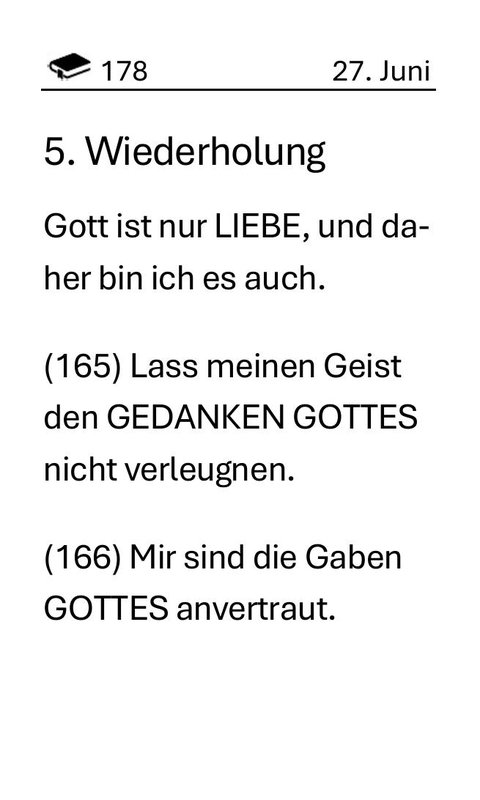 178 27. Juni
5. Wiederholung
Gott ist nur LIEBE, und da-
her bin ich es auch.
(165) Lass meinen Geist
den GEDANKEN GOTTES
nicht verleugnen.
(166) Mir sind die Gaben
GOTTES anvertraut.